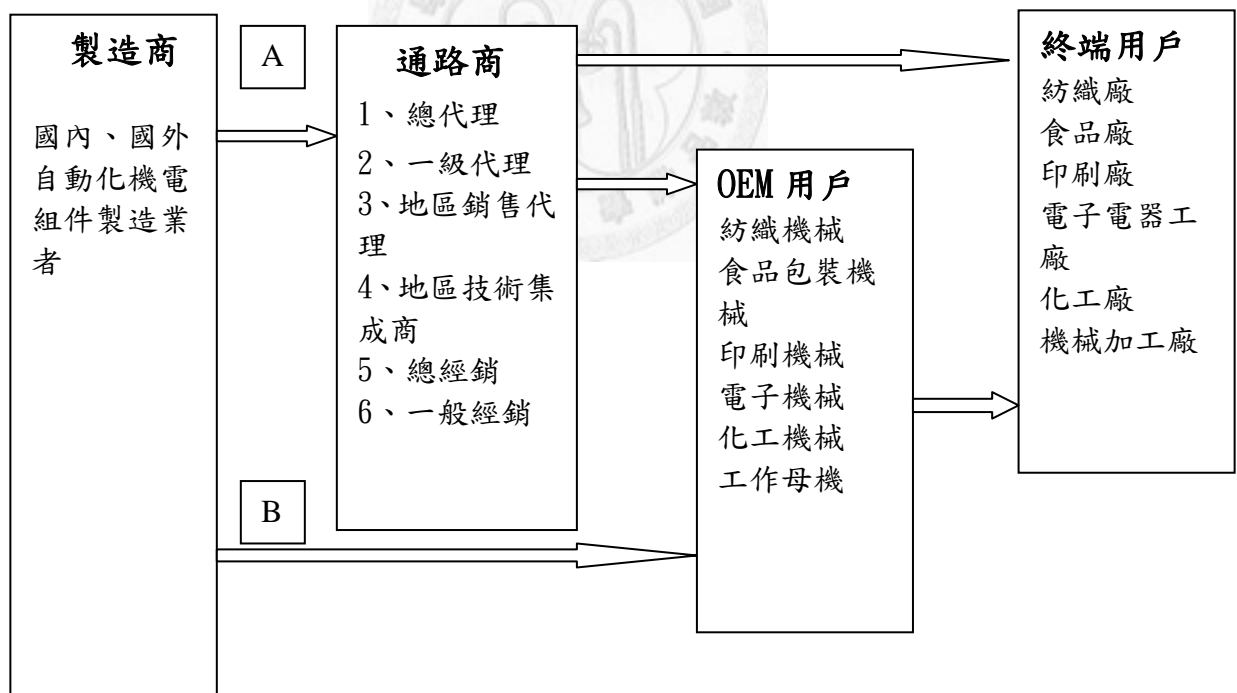 製造商
國內、國外
自動化機電
組件製造業
者
A
B
通路商
1、總代理
2、一級代理
3、地區銷售代
理
4、地區技術集
成商
5、總經銷
6、一般經銷
OEM 用戶
紡織機械
食品包裝機
械
印刷機械
電子機械
化工機械
工作母機
終端用戶
紡織廠
食品廠
印刷廠
電子電器工
廠
化工廠
機械加工廠